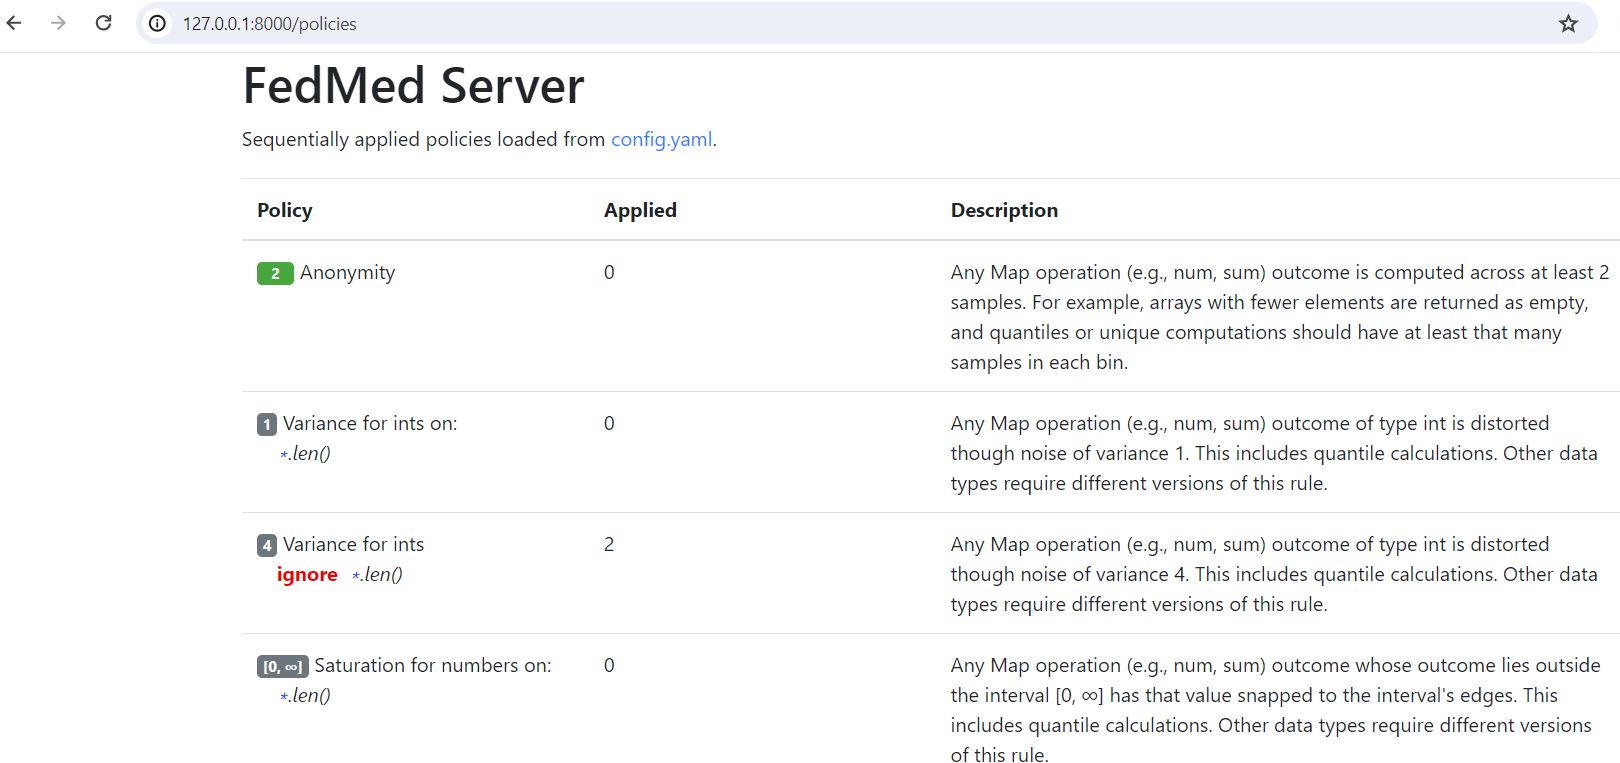 127.0.0.1:8000/policies
FedMed Server
Sequentially applied policies loaded from config.yaml.
Policy Applied Description
2 Anonymity 0 Any Map operation (e.g., num, sum) outcome is computed across at least 2
samples. For example, arrays with fewer elements are returned as empty,
and quantiles or unique computations should have at least that many
samples in each bin.
1 Variance for ints on: 0 Any Map operation (e.g., num, sum) outcome of type int is distorted
*.len() though noise of variance 1. This includes quantile calculations. Other data
types require different versions of this rule.
4 Variance for ints 2 Any Map operation (e.g., num, sum) outcome of type int is distorted
ignore *.len() though noise of variance 4. This includes quantile calculations. Other data
types require different versions of this rule.
[0, ∞] Saturation for numbers on: 0 Any Map operation (e.g., num, sum) outcome whose outcome lies outside
*.len() the interval [0, ∞] has that value snapped to the interval's edges. This
includes quantile calculations. Other data types require different versions
of this rule.